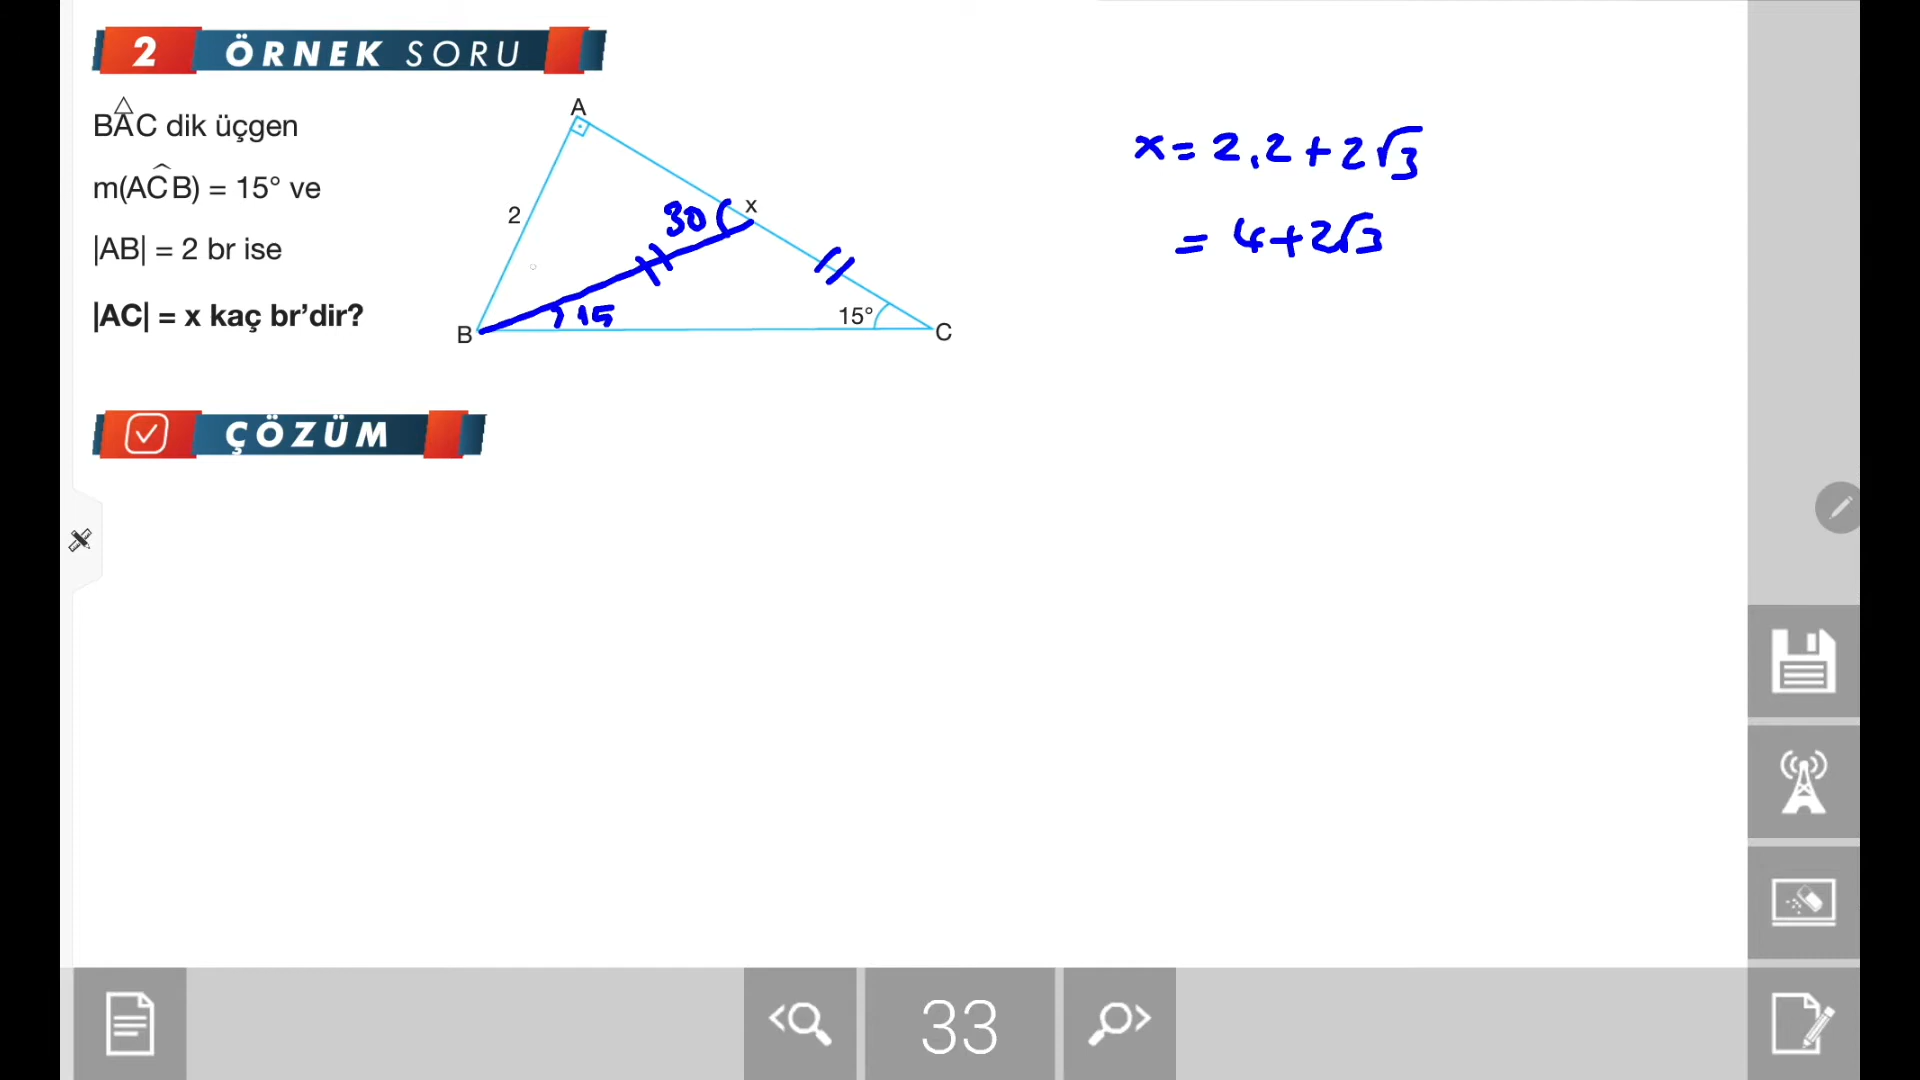 2 ÖRNEK SORU
BAC dik üçgen
m(ACB) = 15° ve
|AB| = 2 br ise
|AC| = x kaç br’dir?
A
2
30
x
15
15°
B
C
x = 2.2 + 2√3
= 4 + 2√3
ÇÖZÜM
33